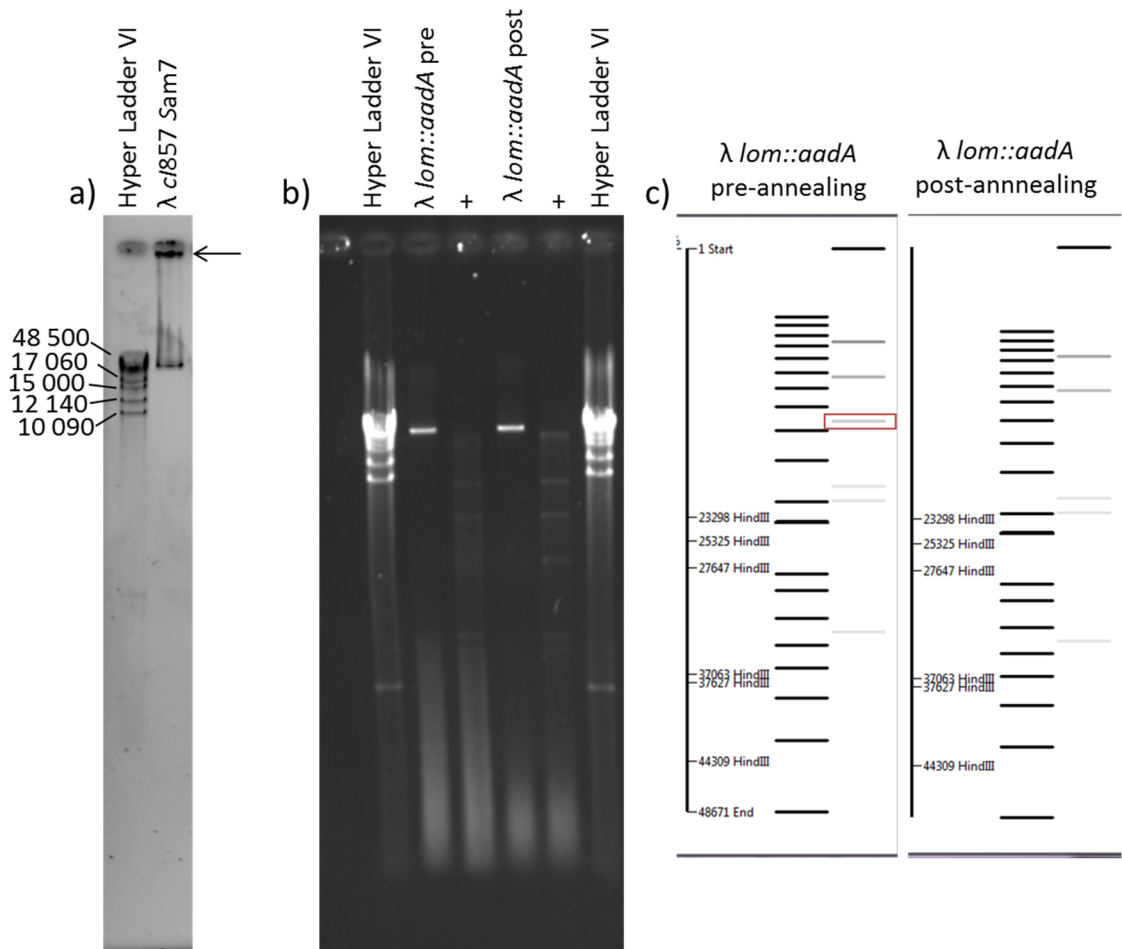 a)
Hyper Ladder VI
λ cI857 Sam7
48 500
17 060
15 000
12 140
10 090
b)
Hyper Ladder VI
λ lom::aadA pre
+
λ lom::aadA post
+
Hyper Ladder VI
c)
λ lom::aadA
pre-annealing
1 Start
23298 HindIII
25325 HindIII
27647 HindIII
37063 HindIII
37627 HindIII
44309 HindIII
48671 End
λ lom::aadA
post-annnealing
23298 HindIII
25325 HindIII
27647 HindIII
37063 HindIII
37627 HindIII
44309 HindIII